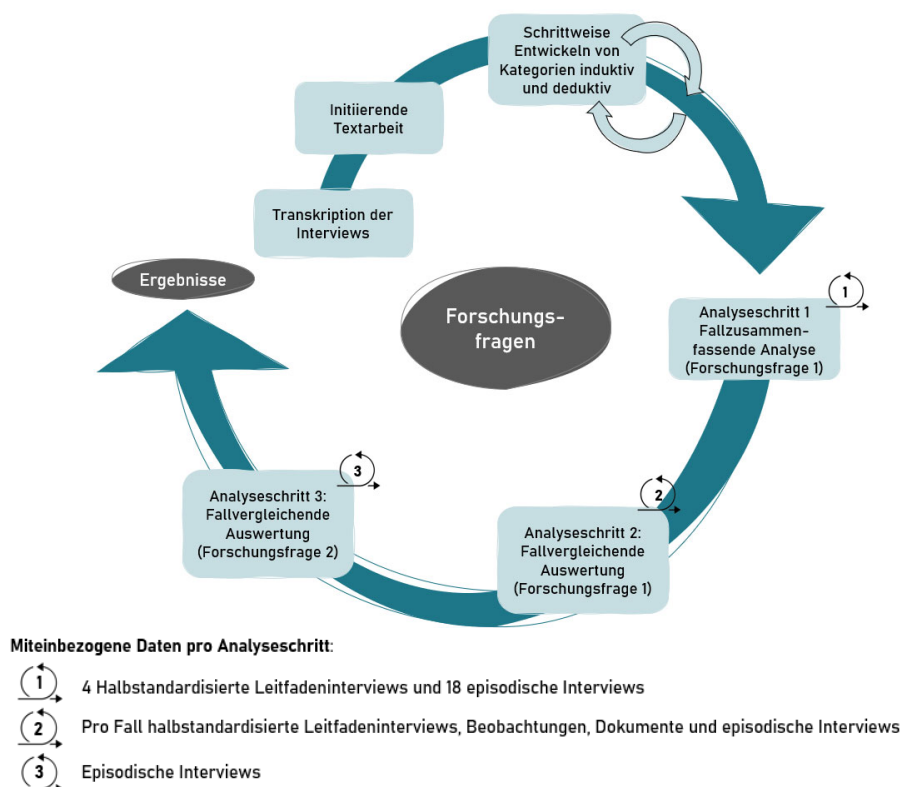 Schrittweise
Entwickeln von
Kategorien induktiv
und deduktiv
Initiierende
Textarbeit
Transkription der
Interviews
Ergebnisse
Forschungs-
fragen
1
Analyseschritt 1
Fallzusammen-
fassende Analyse
(Forschungsfrage 1)
2
Analyseschritt 2:
Fallvergleichende
Auswertung
(Forschungsfrage 1)
3
Analyseschritt 3:
Fallvergleichende
Auswertung
(Forschungsfrage 2)
Miteinbezogene Daten pro Analyseschritt:
1 4 Halbstandardisierte Leitfadeninterviews und 18 episodische Interviews
2 Pro Fall halbstandardisierte Leitfadeninterviews, Beobachtungen, Dokumente und episodische Interviews
3 Episodische Interviews